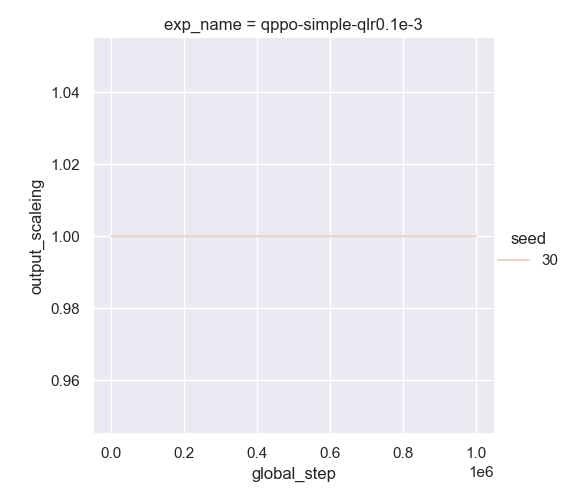 exp_name = qppo-simple-qlr0.1e-3
output_scaleing
1.04
1.02
1.00
0.98
0.96
0.0 0.2 0.4 0.6 0.8 1.0
1e6
global_step
seed
30